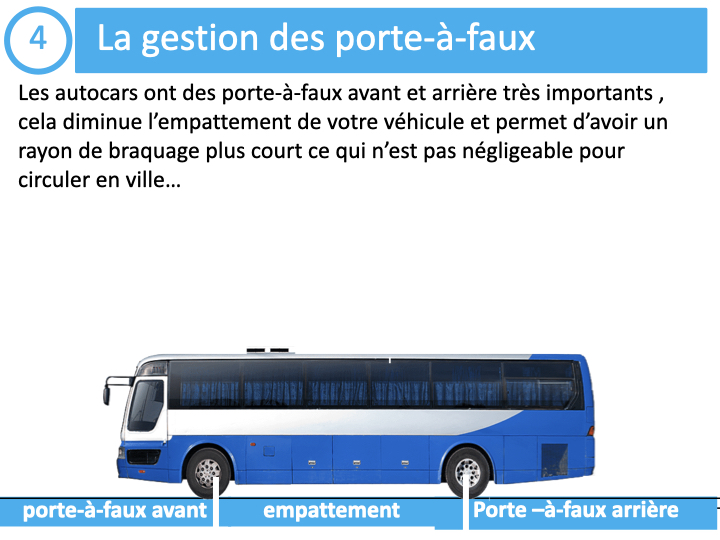 4
La gestion des porte-à-faux
Les autocars ont des porte-à-faux avant et arrière très importants ,
cela diminue l’empattement de votre véhicule et permet d’avoir un
rayon de braquage plus court ce qui n’est pas négligeable pour
circuler en ville…
porte-à-faux avant
empattement
Porte –à-faux arrière